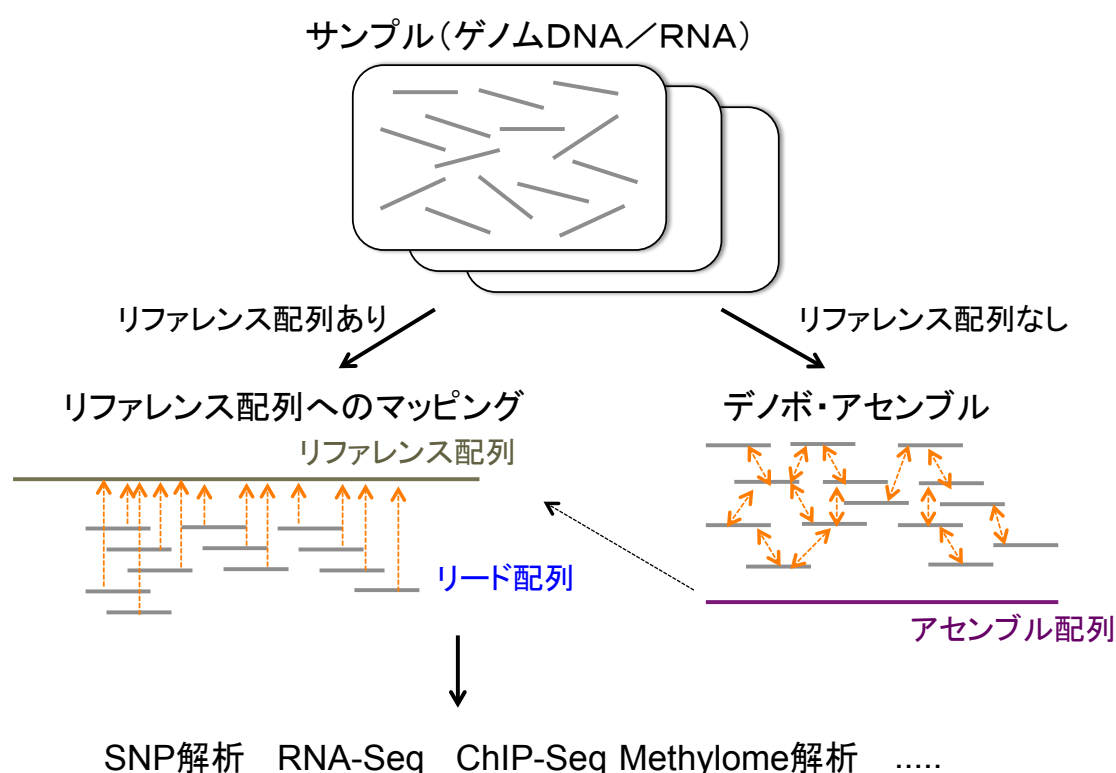 サンプル（ゲノムDNA／RNA）
リファレンス配列あり
リファレンス配列なし
リファレンス配列へのマッピング
デノボ・アセンブル
リファレンス配列
リード配列
アセンブル配列
SNP解析 RNA-Seq ChIP-Seq Methylome解析 .....